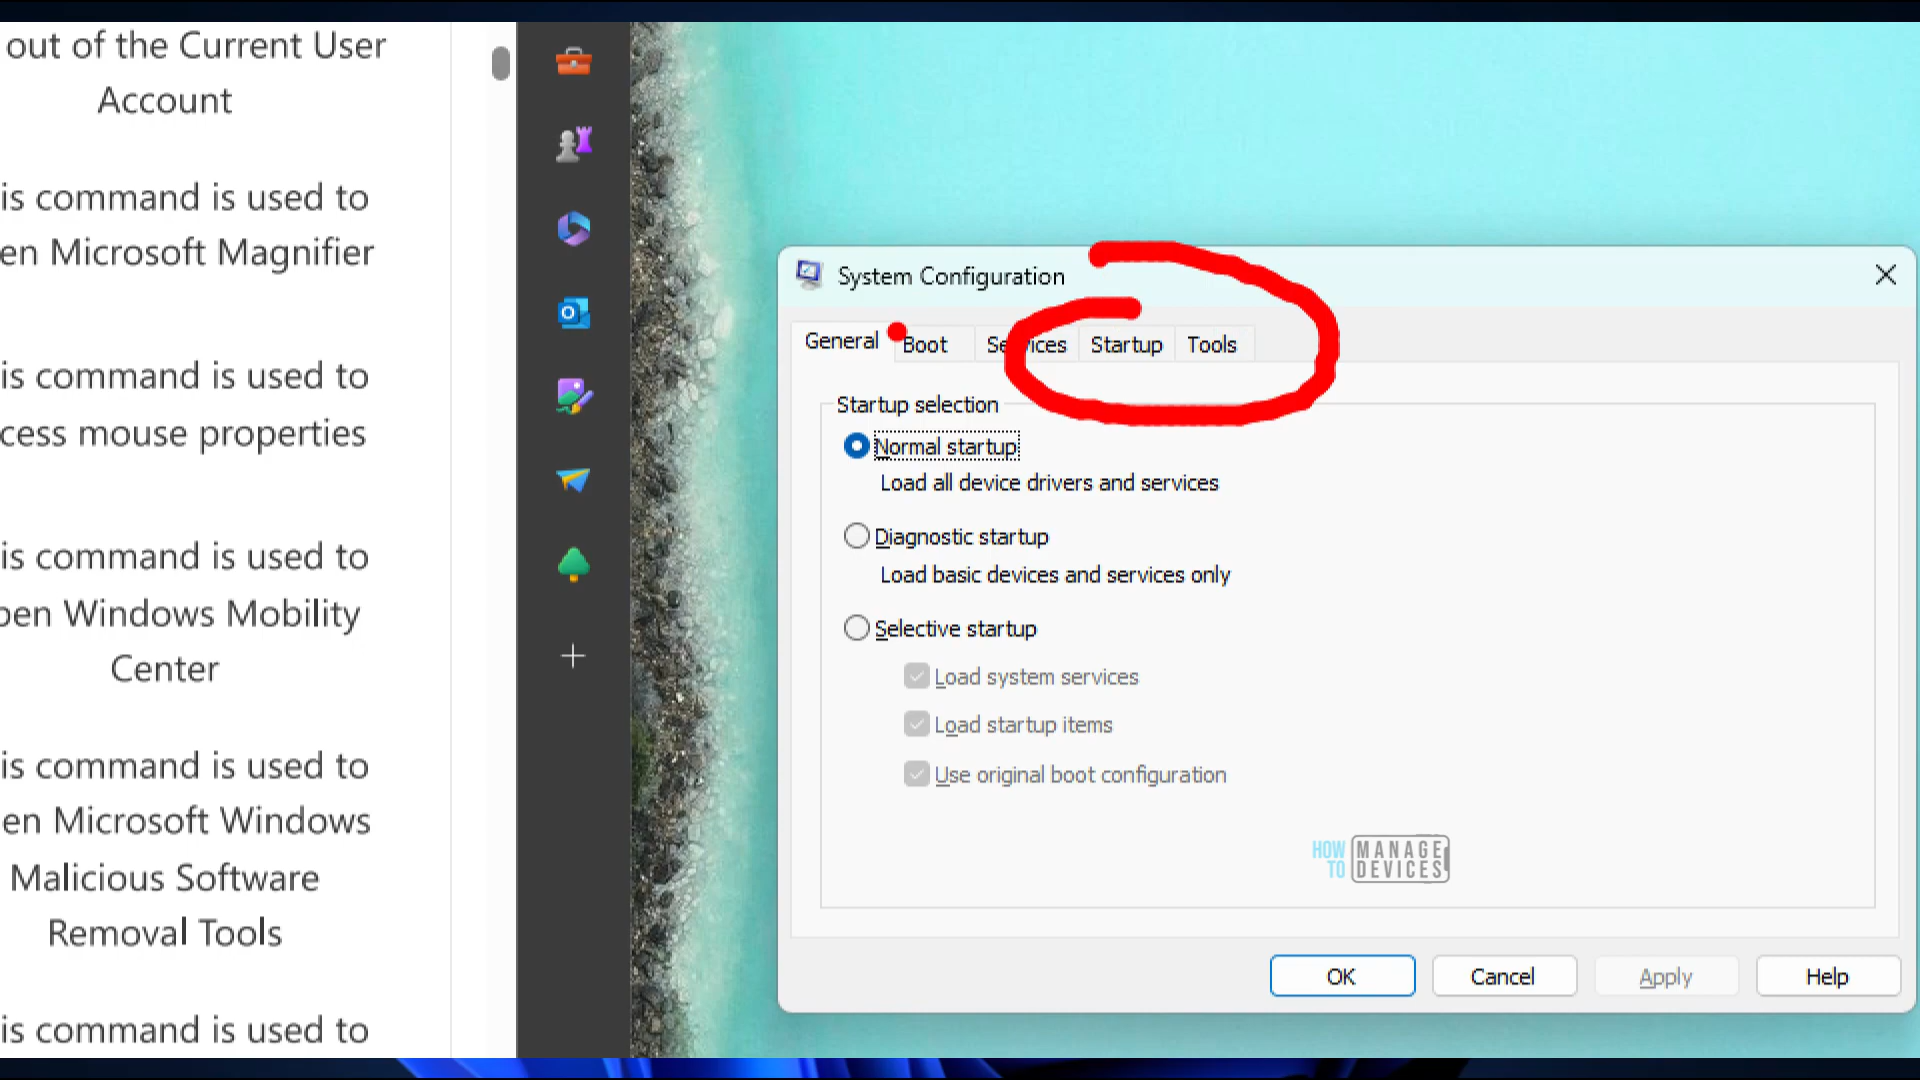 out of the Current User
Account
is command is used to
en Microsoft Magnifier
is command is used to
cess mouse properties
is command is used to
pen Windows Mobility
Center
is command is used to
en Microsoft Windows
Malicious Software
Removal Tools
is command is used to
System Configuration
General Boot Services Startup Tools
Startup selection
Normal startup
Load all device drivers and services
Diagnostic startup
Load basic devices and services only
Selective startup
Load system services
Load startup items
Use original boot configuration
HOW MANAGE
TO DEVICES
OK Cancel Apply Help